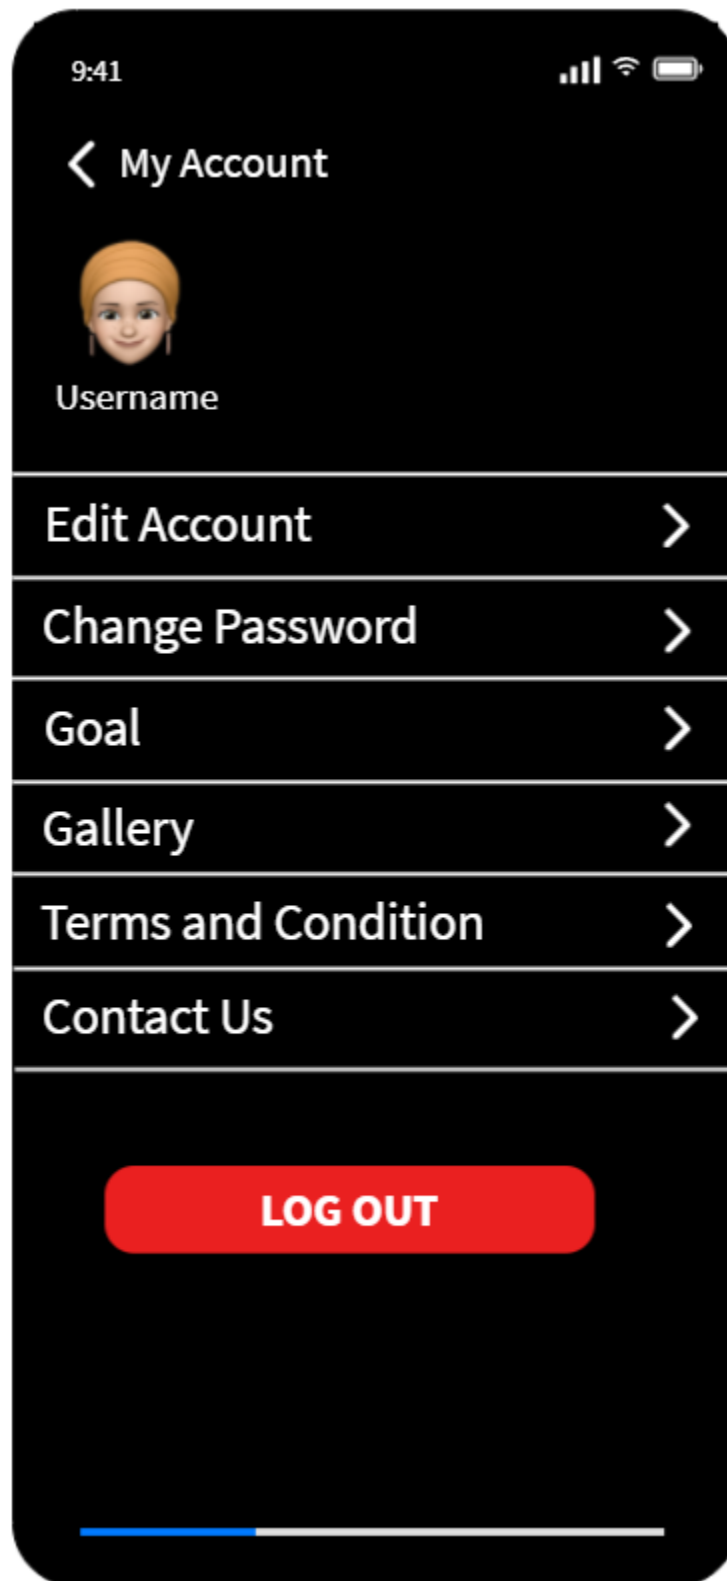 9:41
My Account
Username
Edit Account
Change Password
Goal
Gallery
Terms and Condition
Contact Us
LOG OUT